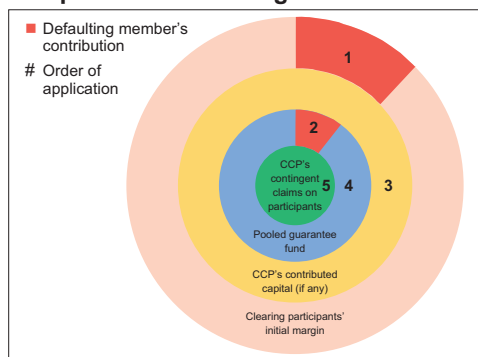 Defaulting member's
contribution
# Order of
application
1
2
CCP's
contingent
claims on
participants
5
4
3
Pooled guarantee
fund
CCP's contributed
capital (if any)
Clearing participants'
initial margin